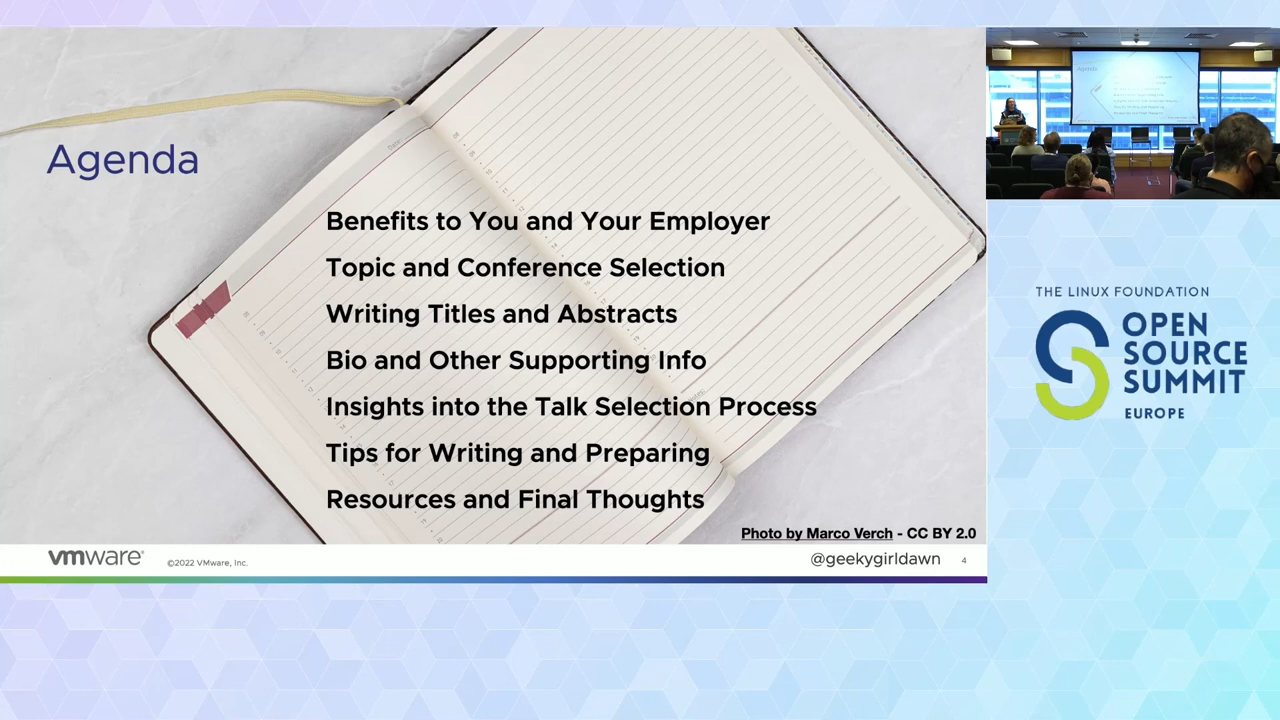 Agenda
Benefits to You and Your Employer
Topic and Conference Selection
Writing Titles and Abstracts
Bio and Other Supporting Info
Insights into the Talk Selection Process
Tips for Writing and Preparing
Resources and Final Thoughts
Photo by Marco Verch - CC BY 2.0
vmware®
©2022 VMware, Inc.
@geekygirldawn
4
THE LINUX FOUNDATION
OPEN
SOURCE
SUMMIT
EUROPE